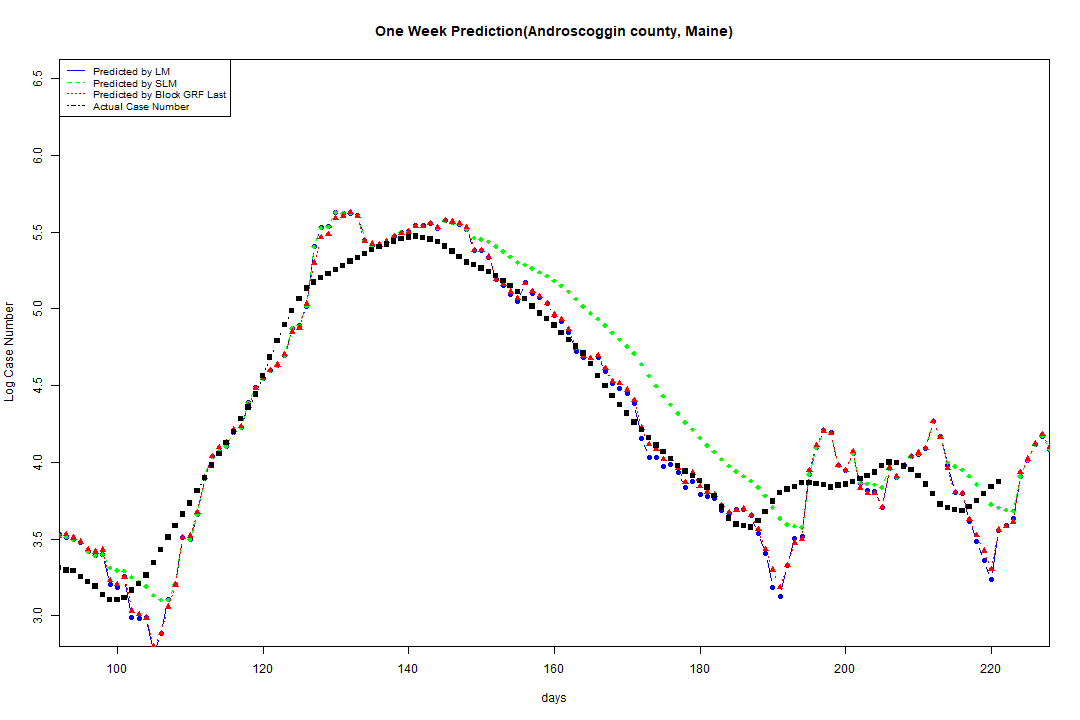 One Week Prediction(Androscoggin county, Maine)
Predicted by LM
Predicted by SLM
Predicted by Block GRF Last
Actual Case Number
6.5
6.0
5.5
5.0
4.5
4.0
3.5
3.0
Log Case Number
100 120 140 160 180 200 220
days